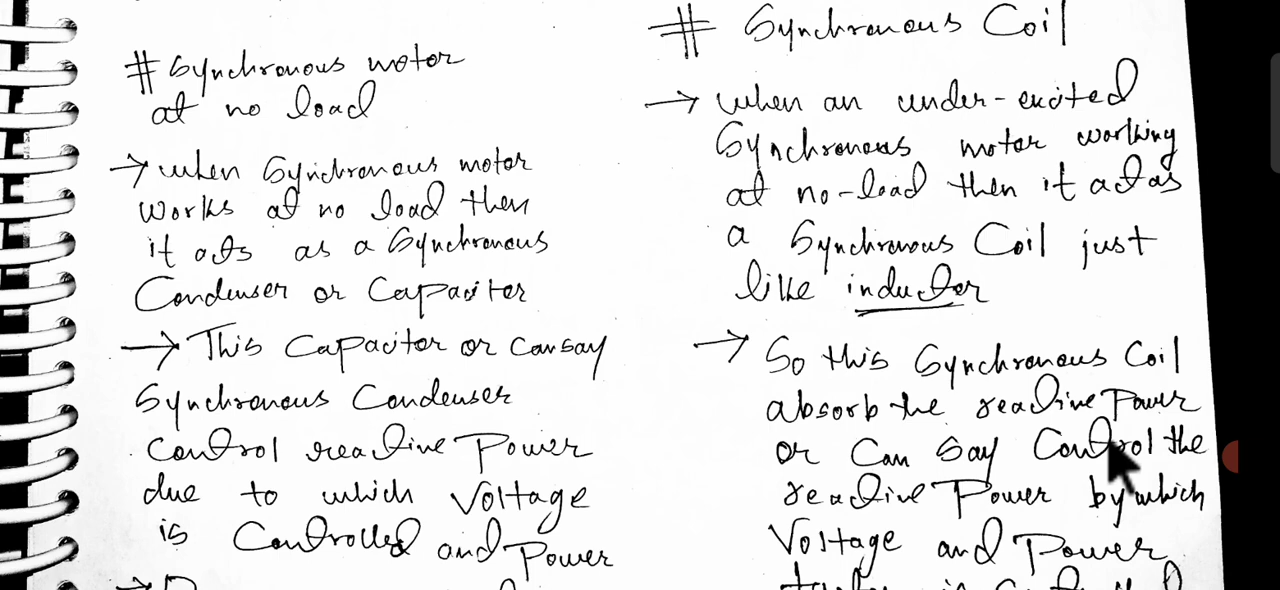 # Synchronous motor
at no load
→ when Synchronous motor
works at no load then
it acts as a Synchronous
Condenser or Capacitor
→ This Capacitor or can say
Synchronous Condenser
control reactive Power
due to which Voltage
is Controlled and Power
# Synchronous Coil
→ when an under-excited
Synchronous motor working
at no-load then it act as
a Synchronous Coil just
like inductor
→ So this Synchronous Coil
absorb the reactive Power
or Can Say Control the
reactive Power by which
Voltage and Power